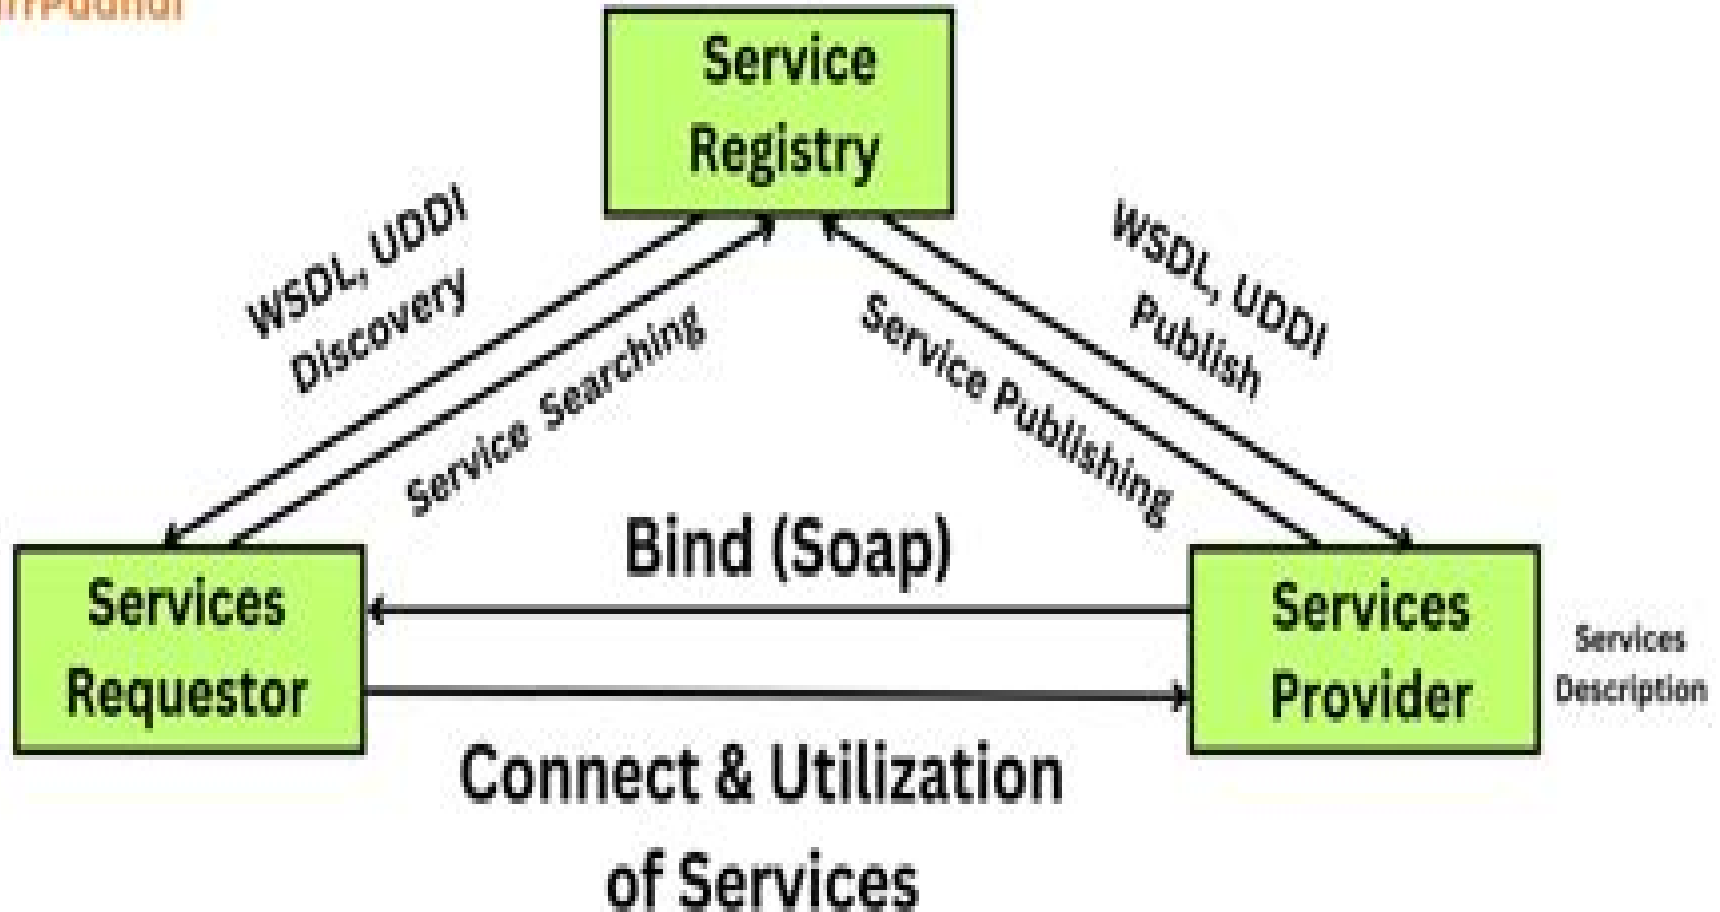 Service
Registry
WSDL, UDDI
Discovery
Service Searching
WSDL, UDDI
Publish
Service Publishing
Bind (Soap)
Services
Requestor
Services
Provider
Services
Description
Connect & Utilization
of Services